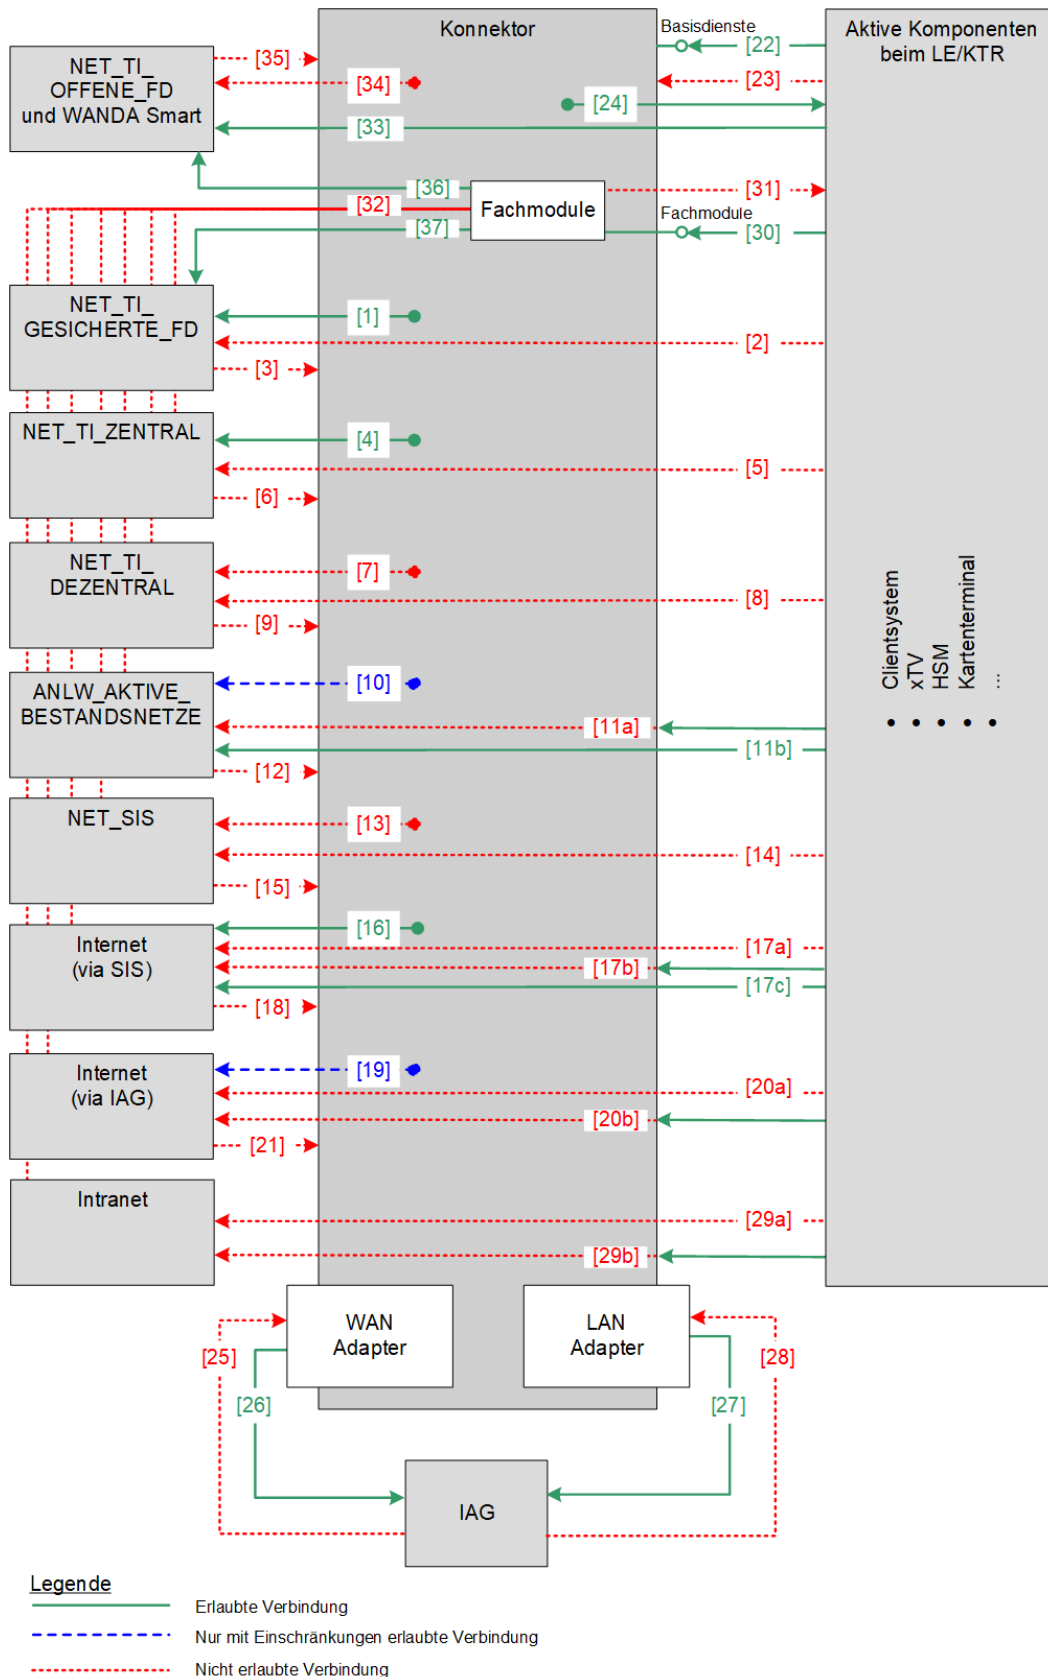 Konnektor
Basisdienste
Aktive Komponenten
beim LE/KTR
NET_TI_
OFFENE_FD
und WANDA Smart
[35]
[34]
[22]
[23]
[24]
[33]
[36]
[32]
[37]
Fachmodule
[31]
Fachmodule
[30]
NET_TI_
GESICHERTE_FD
[1]
[2]
[3]
NET_TI_ZENTRAL
[4]
[5]
[6]
NET_TI_
DEZENTRAL
[7]
[8]
[9]
ANLW_AKTIVE_
BESTANDSNETZE
[10]
[11a]
[11b]
[12]
• Clientsystem
• xTV
• HSM
• Kartenterminal
• ...
NET_SIS
[13]
[14]
[15]
Internet
(via SIS)
[16]
[17a]
[17b]
[17c]
[18]
Internet
(via IAG)
[19]
[20a]
[20b]
[21]
Intranet
[29a]
[29b]
WAN
Adapter
LAN
Adapter
[25]
[26]
[27]
[28]
IAG
Legende
Erlaubte Verbindung
Nur mit Einschränkungen erlaubte Verbindung
Nicht erlaubte Verbindung